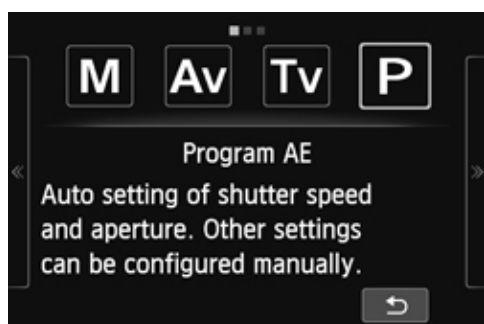 M Av Tv P
Program AE
Auto setting of shutter speed
and aperture. Other settings
can be configured manually.